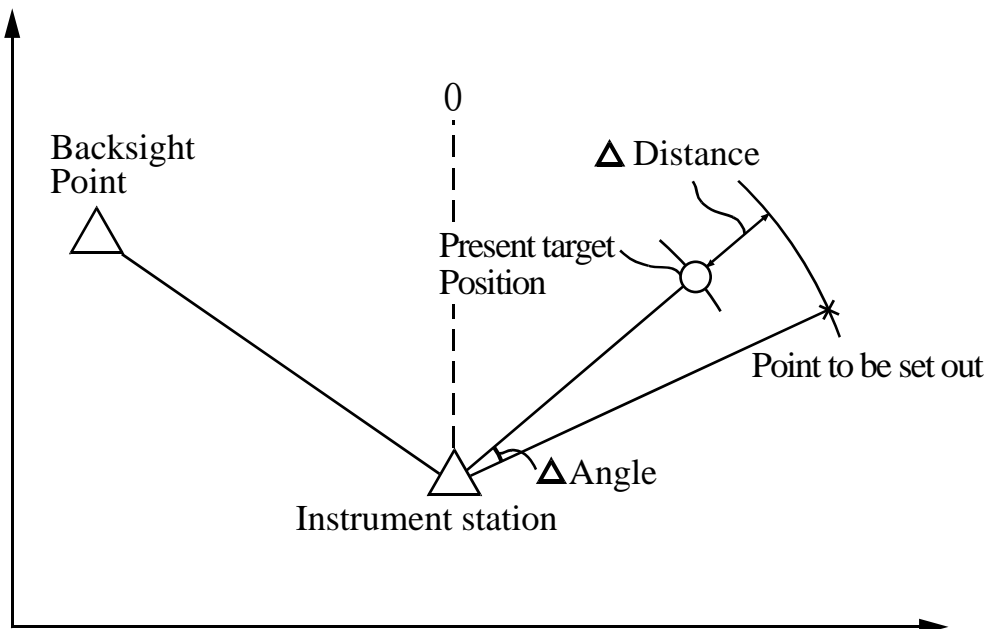 0
Backsight
Point
Δ Distance
Present target
Position
Point to be set out
Δ Angle
Instrument station